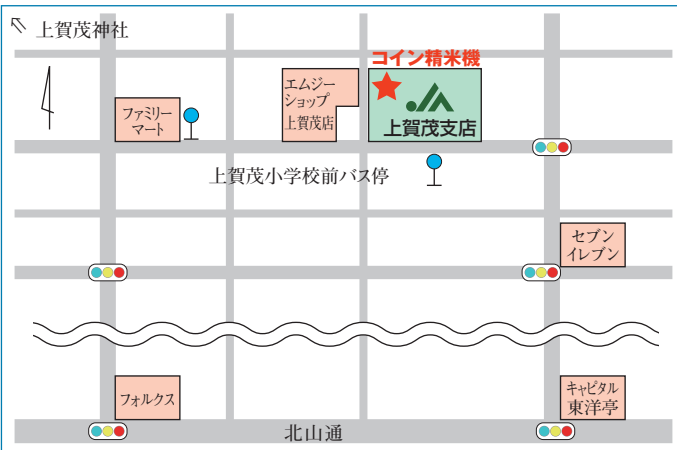 上賀茂神社
コイン精米機
エムジー
ショップ
上賀茂店
ファミリー
マート
JA
上賀茂支店
上賀茂小学校前バス停
セブン
イレブン
フォルクス
キャピタル
東洋亭
北山通